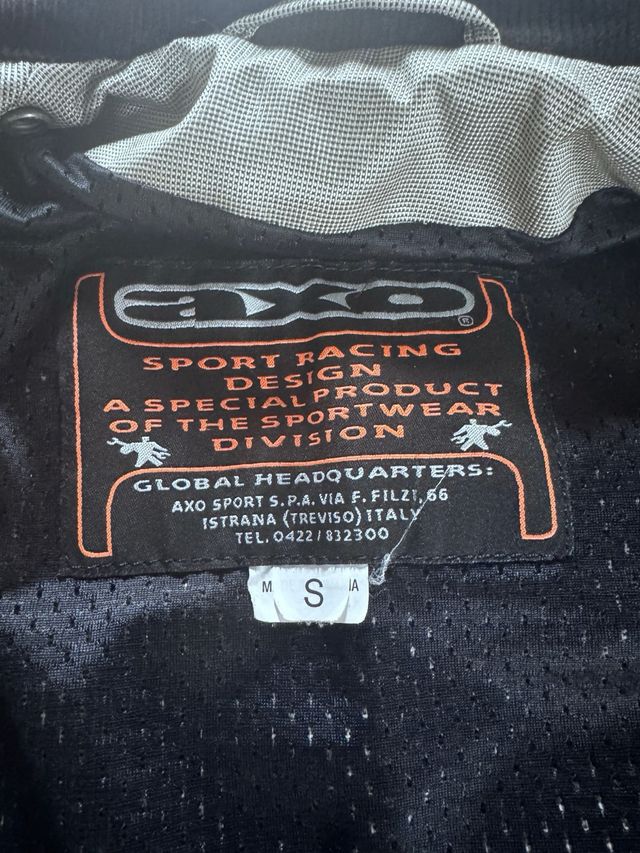 axo
®
SPORT RACING
DESIGN
A SPECIAL PRODUCT
OF THE SPORTWEAR
DIVISION
GLOBAL HEADQUARTERS:
AXO SPORT S.P.A. VIA F. FILZI, 66
ISTRANA (TREVISO) ITALY
TEL. 0422/832300
S